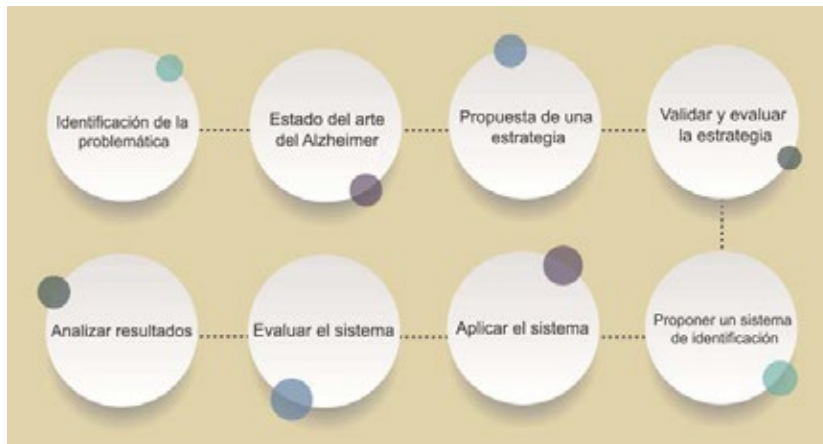 Identificación de la
problemática
Estado del arte
del Alzheimer
Propuesta de una
estrategia
Validar y evaluar
la estrategia
Analizar resultados
Evaluar el sistema
Aplicar el sistema
Proponer un sistema
de identificación